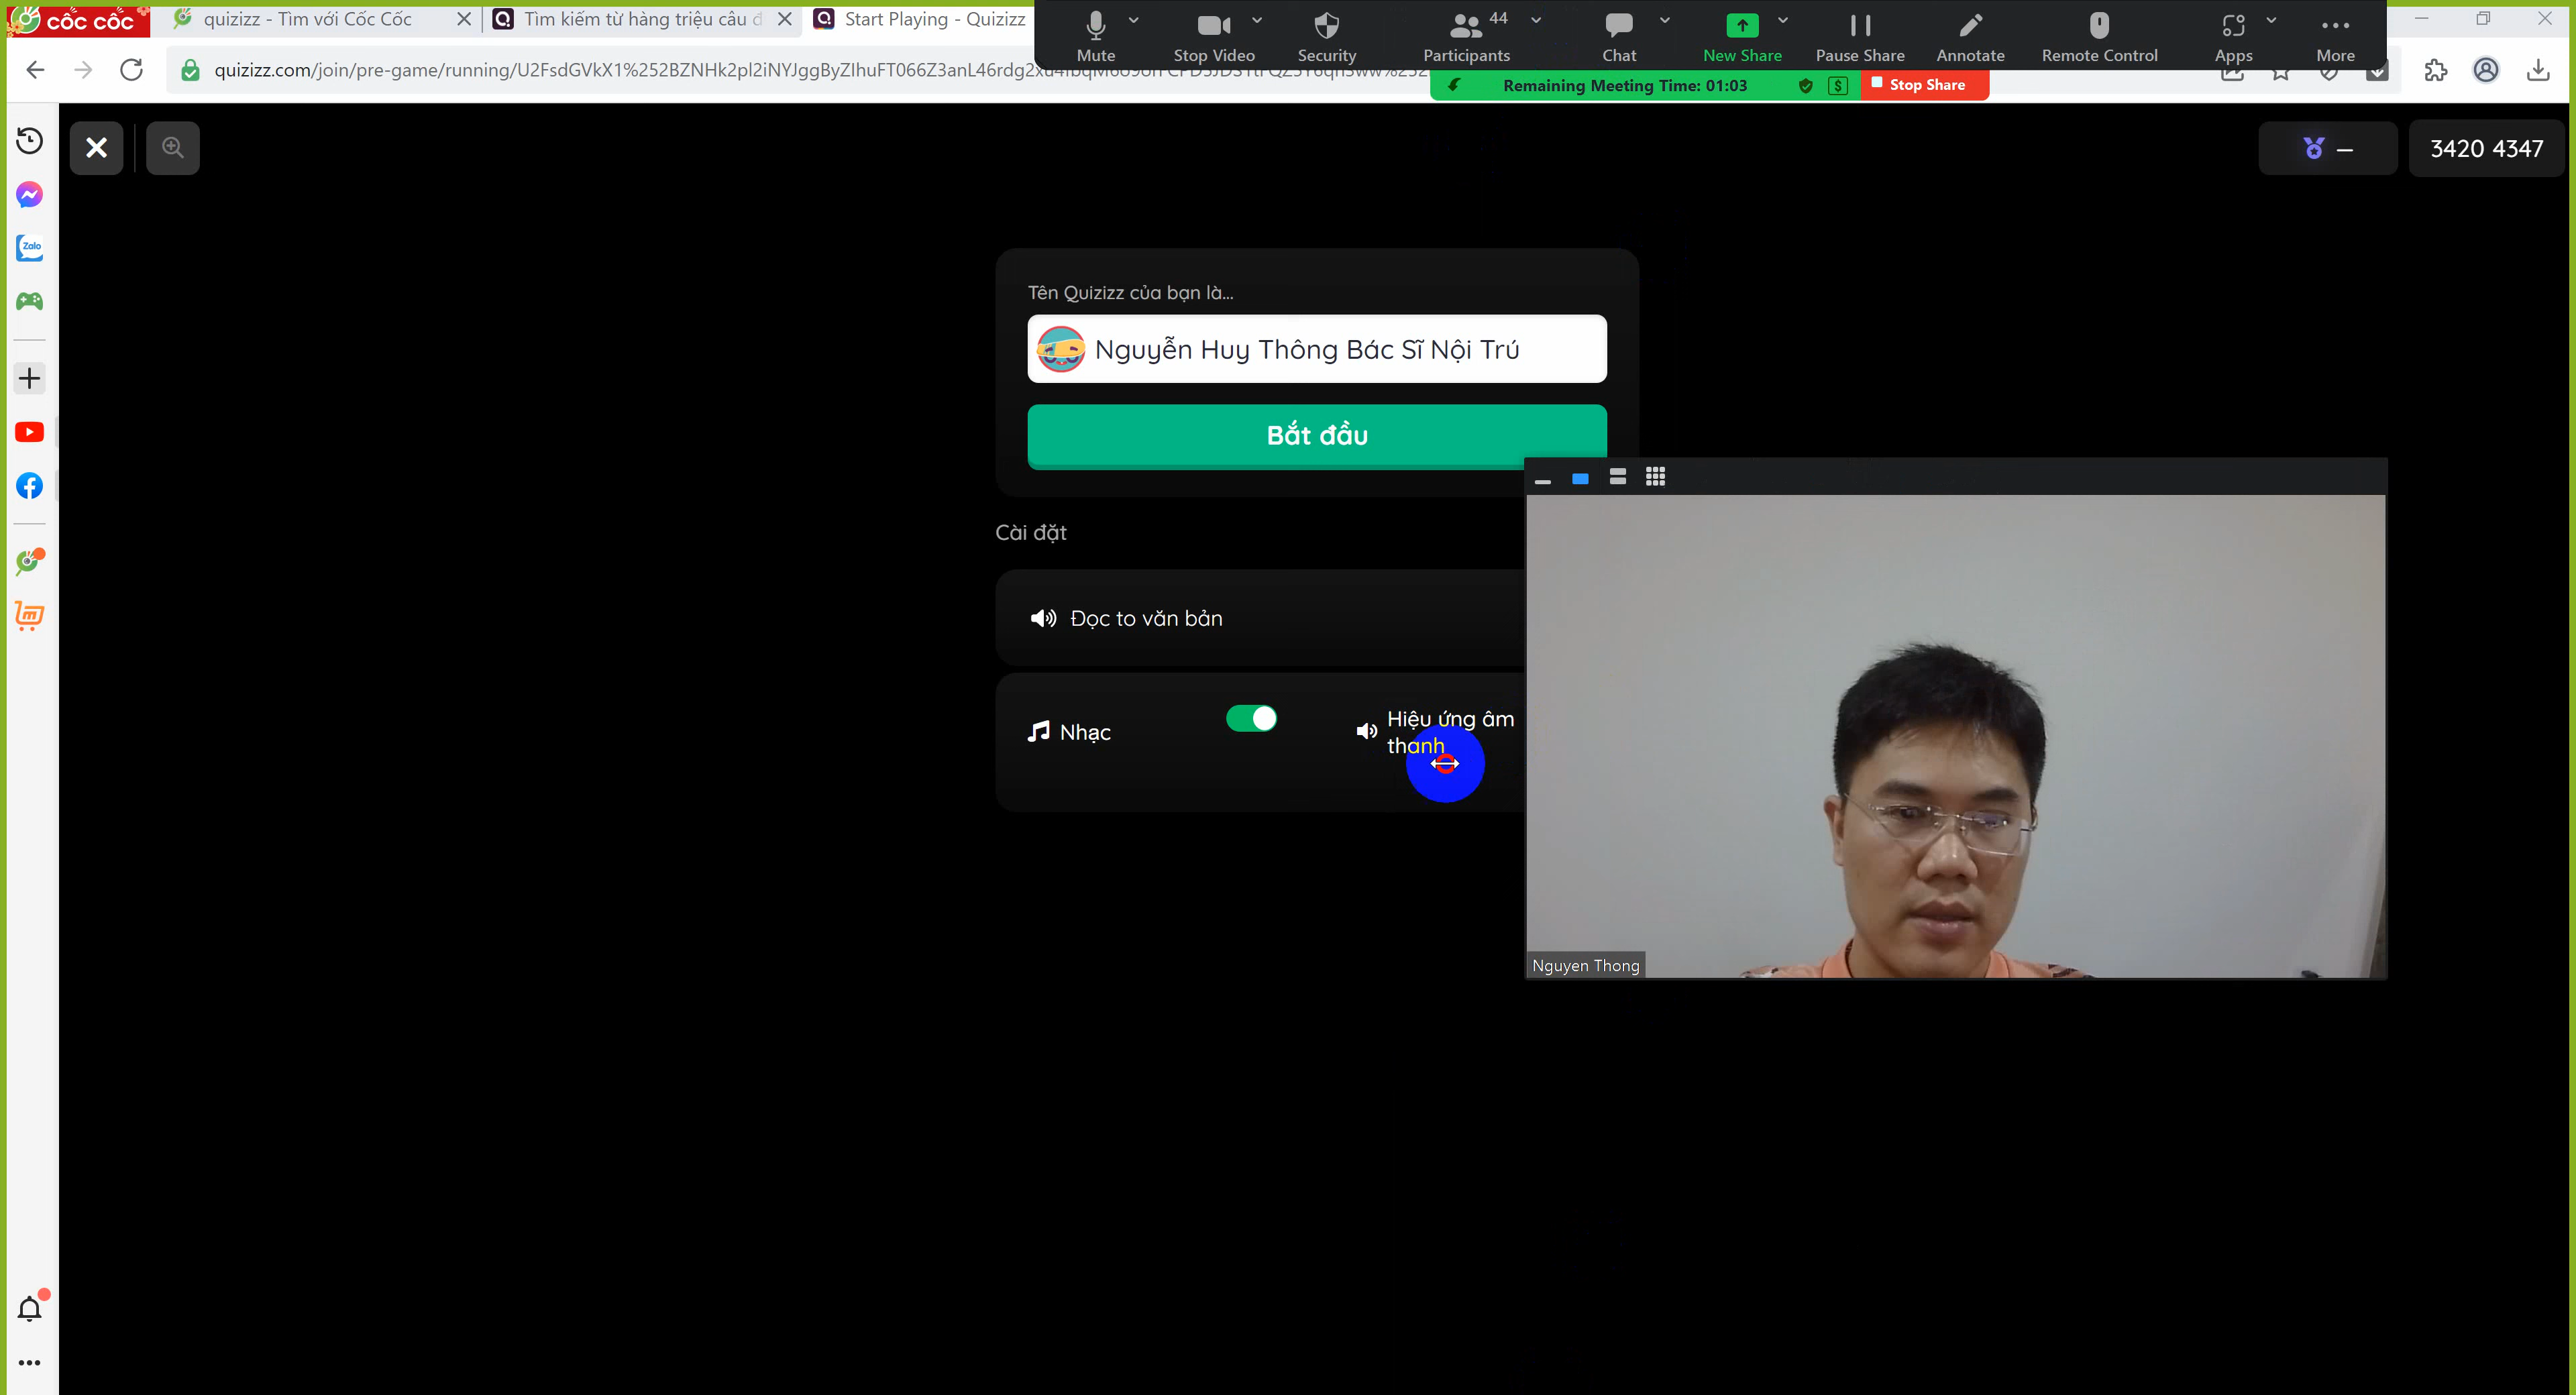 cốc cốc
quizizz - Tìm với Cốc Cốc
Tìm kiếm từ hàng triệu câu đ
Start Playing - Quizizz
Mute
Stop Video
Security
44
Participants
Chat
New Share
Pause Share
Annotate
Remote Control
Apps
More
Remaining Meeting Time: 01:03
$
Stop Share
Zalo
3420 4347
Tên Quizizz của bạn là...
Nguyễn Huy Thông Bác Sĩ Nội Trú
Bắt đầu
Cài đặt
Đọc to văn bản
Nhạc
Hiệu ứng âm
thanh
Nguyen Thong